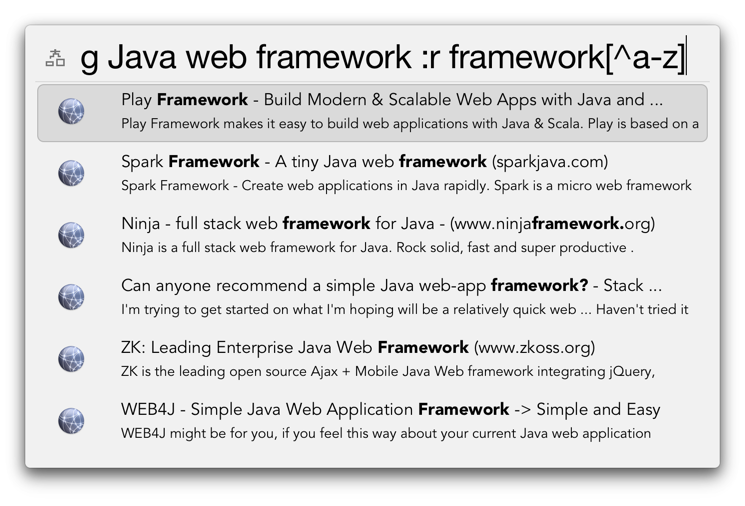 g Java web framework :r framework[^a-z]
Play Framework - Build Modern & Scalable Web Apps with Java and ...
Play Framework makes it easy to build web applications with Java & Scala. Play is based on a
Spark Framework - A tiny Java web framework (sparkjava.com)
Spark Framework - Create web applications in Java rapidly. Spark is a micro web framework
Ninja - full stack web framework for Java - (www.ninjaframework.org)
Ninja is a full stack web framework for Java. Rock solid, fast and super productive .
Can anyone recommend a simple Java web-app framework? - Stack ...
I'm trying to get started on what I'm hoping will be a relatively quick web ... Haven't tried it
ZK: Leading Enterprise Java Web Framework (www.zkoss.org)
ZK is the leading open source Ajax + Mobile Java Web framework integrating jQuery,
WEB4J - Simple Java Web Application Framework -> Simple and Easy
WEB4J might be for you, if you feel this way about your current Java web application